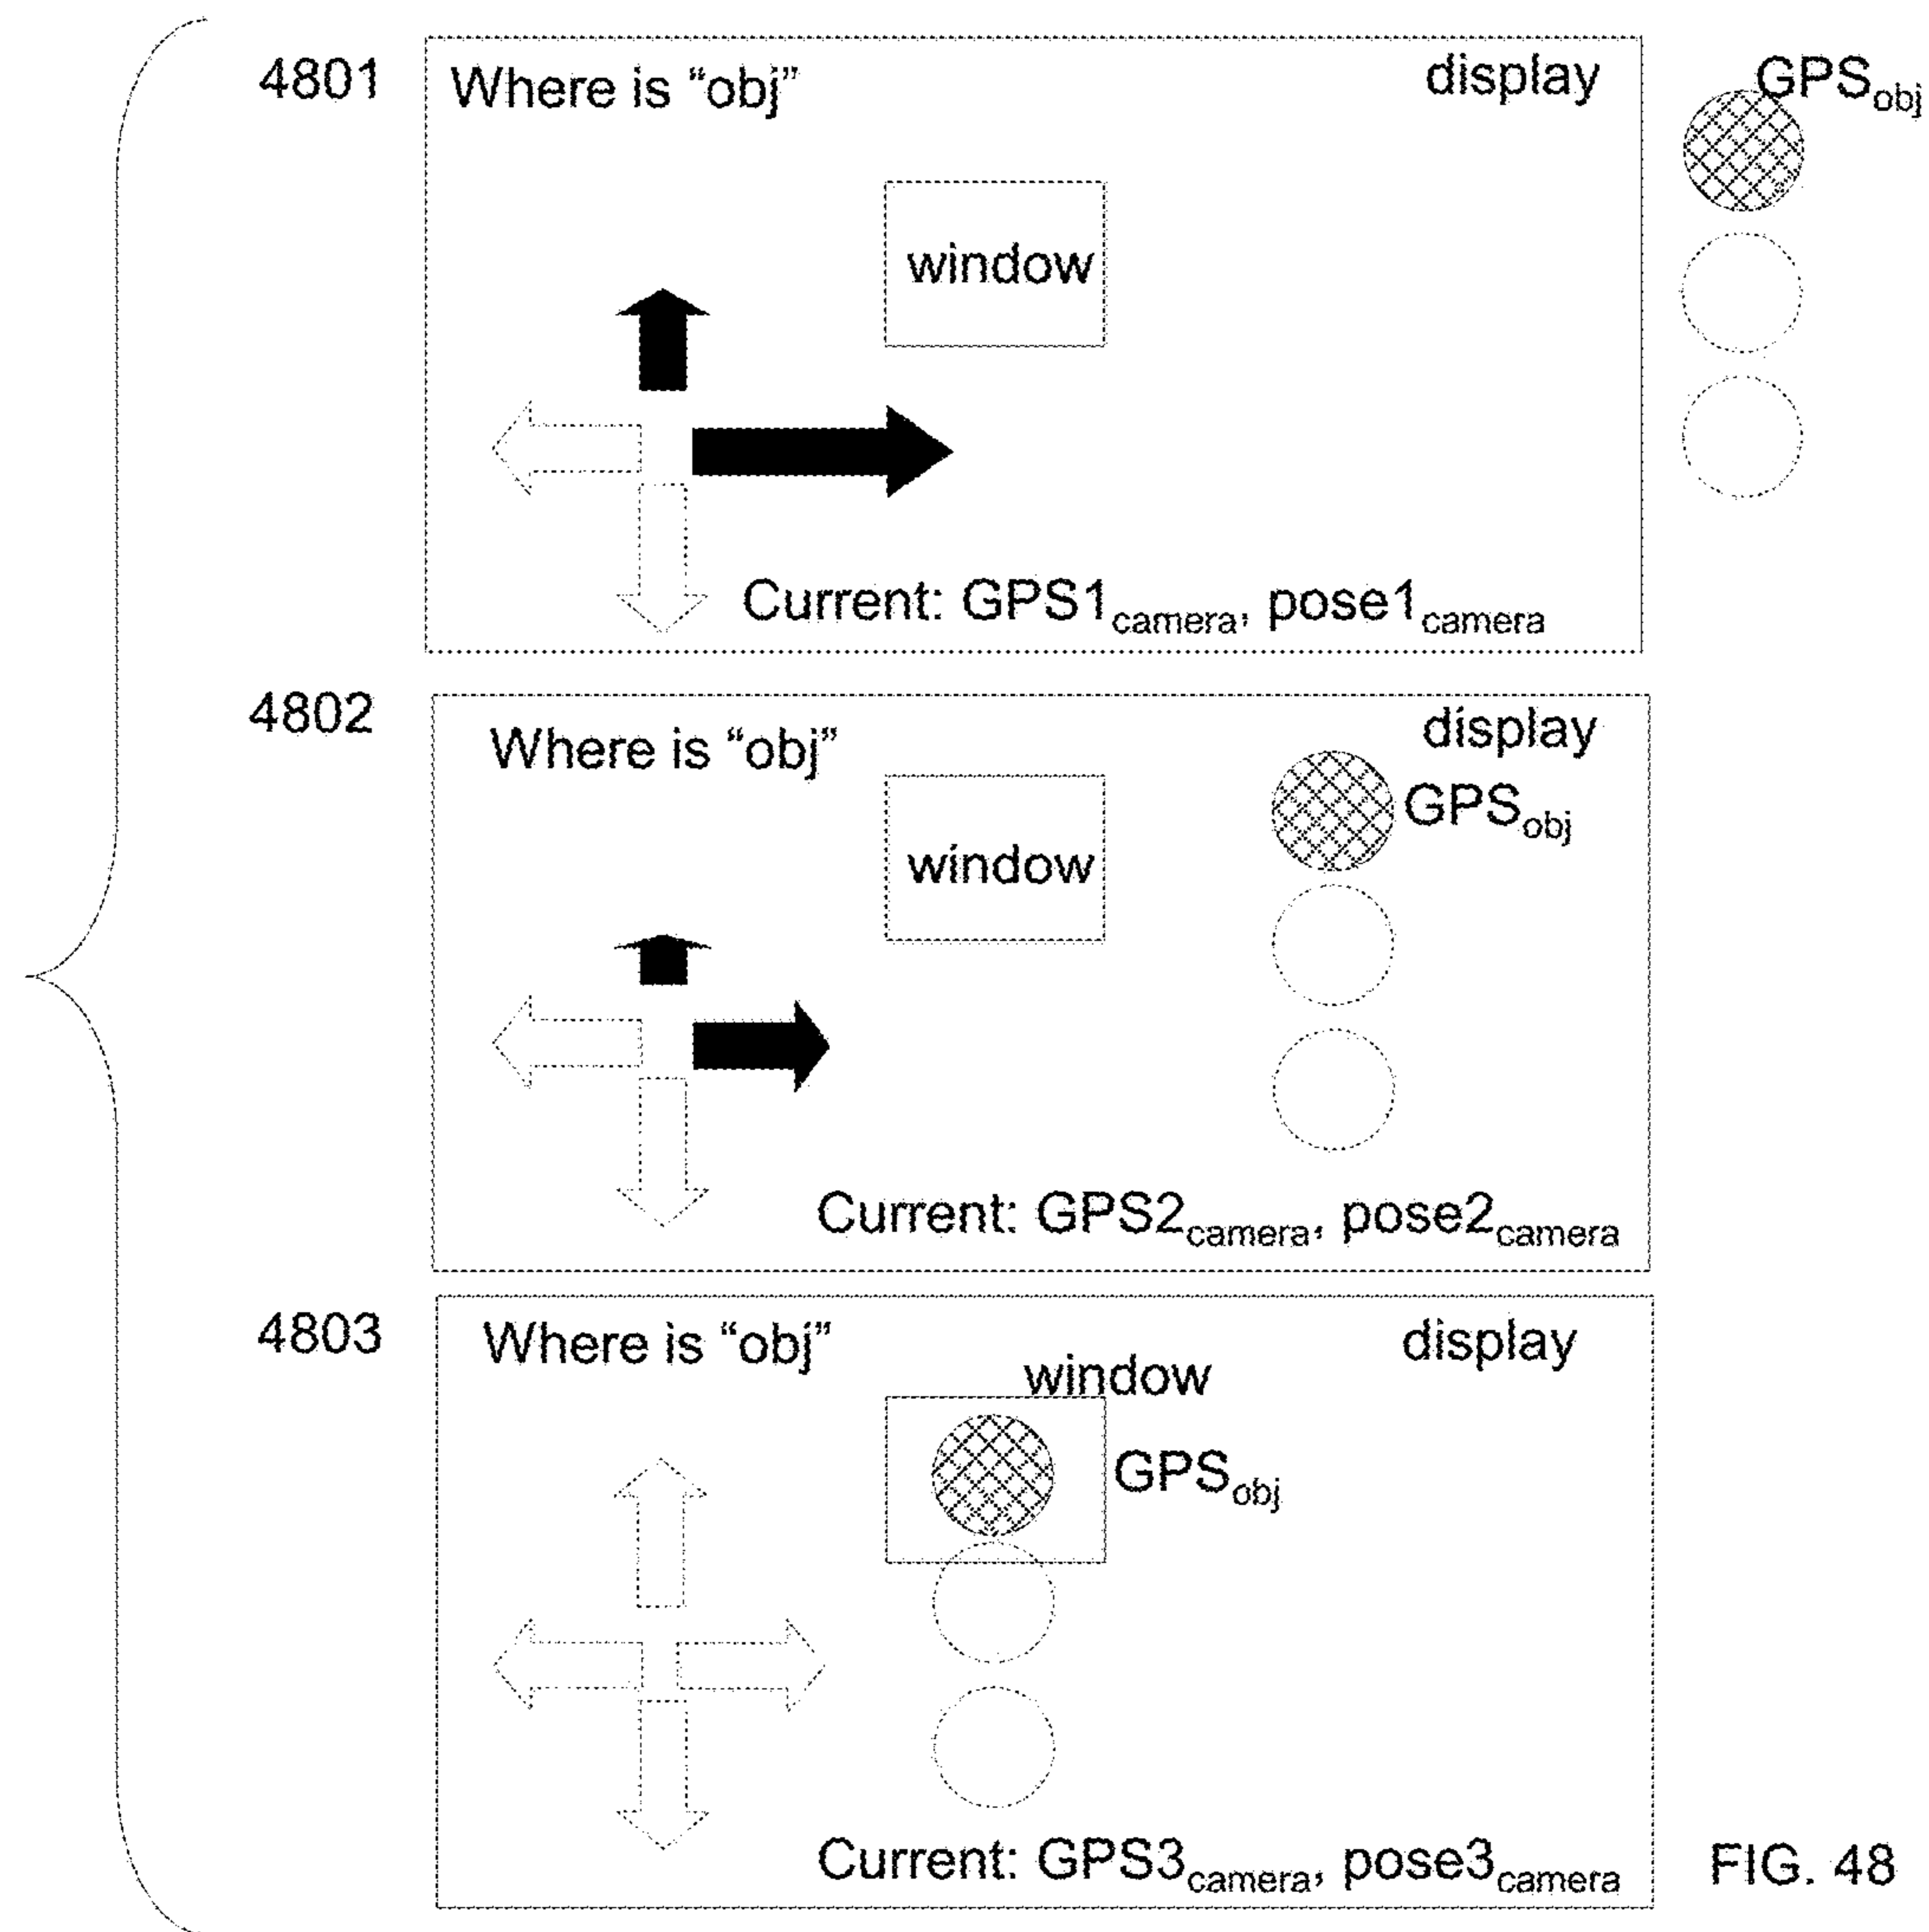 4801
Where is “obj”
display
GPSobj
window
Current: GPS1camera, pose1camera
4802
Where is “obj”
display
GPSobj
window
Current: GPS2camera, pose2camera
4803
Where is “obj”
display
window
GPSobj
Current: GPS3camera, pose3camera
FIG. 48